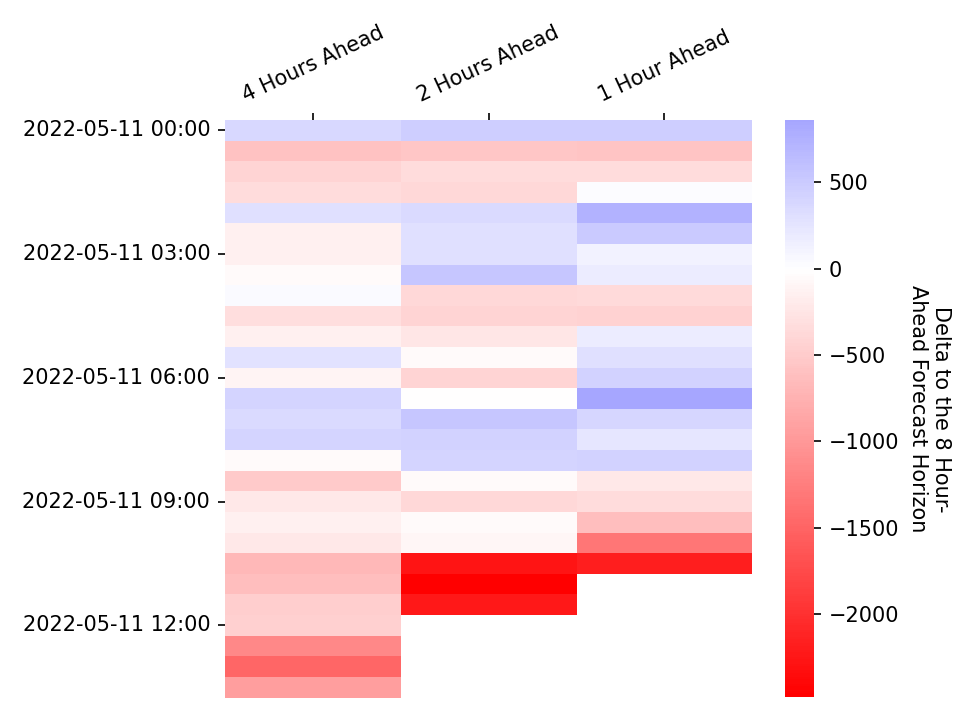 4 Hours Ahead
2 Hours Ahead
1 Hour Ahead
2022-05-11 00:00
2022-05-11 03:00
2022-05-11 06:00
2022-05-11 09:00
2022-05-11 12:00
500
0
−500
−1000
−1500
−2000
Delta to the 8 Hour-
Ahead Forecast Horizon